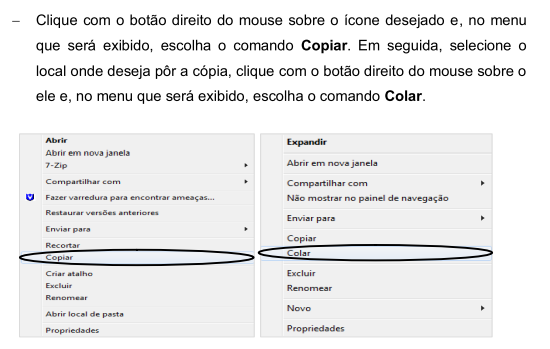 – Clique com o botão direito do mouse sobre o ícone desejado e, no menu
que será exibido, escolha o comando Copiar. Em seguida, selecione o
local onde deseja pôr a cópia, clique com o botão direito do mouse sobre o
ele e, no menu que será exibido, escolha o comando Colar.
Abrir
Abrir em nova janela
7-Zip
Compartilhar com
Fazer varredura para encontrar ameaças...
Restaurar versões anteriores
Enviar para
Recortar
Copiar
Criar atalho
Excluir
Renomear
Abrir local de pasta
Propriedades
Expandir
Abrir em nova janela
Compartilhar com
Não mostrar no painel de navegação
Enviar para
Copiar
Colar
Excluir
Renomear
Novo
Propriedades